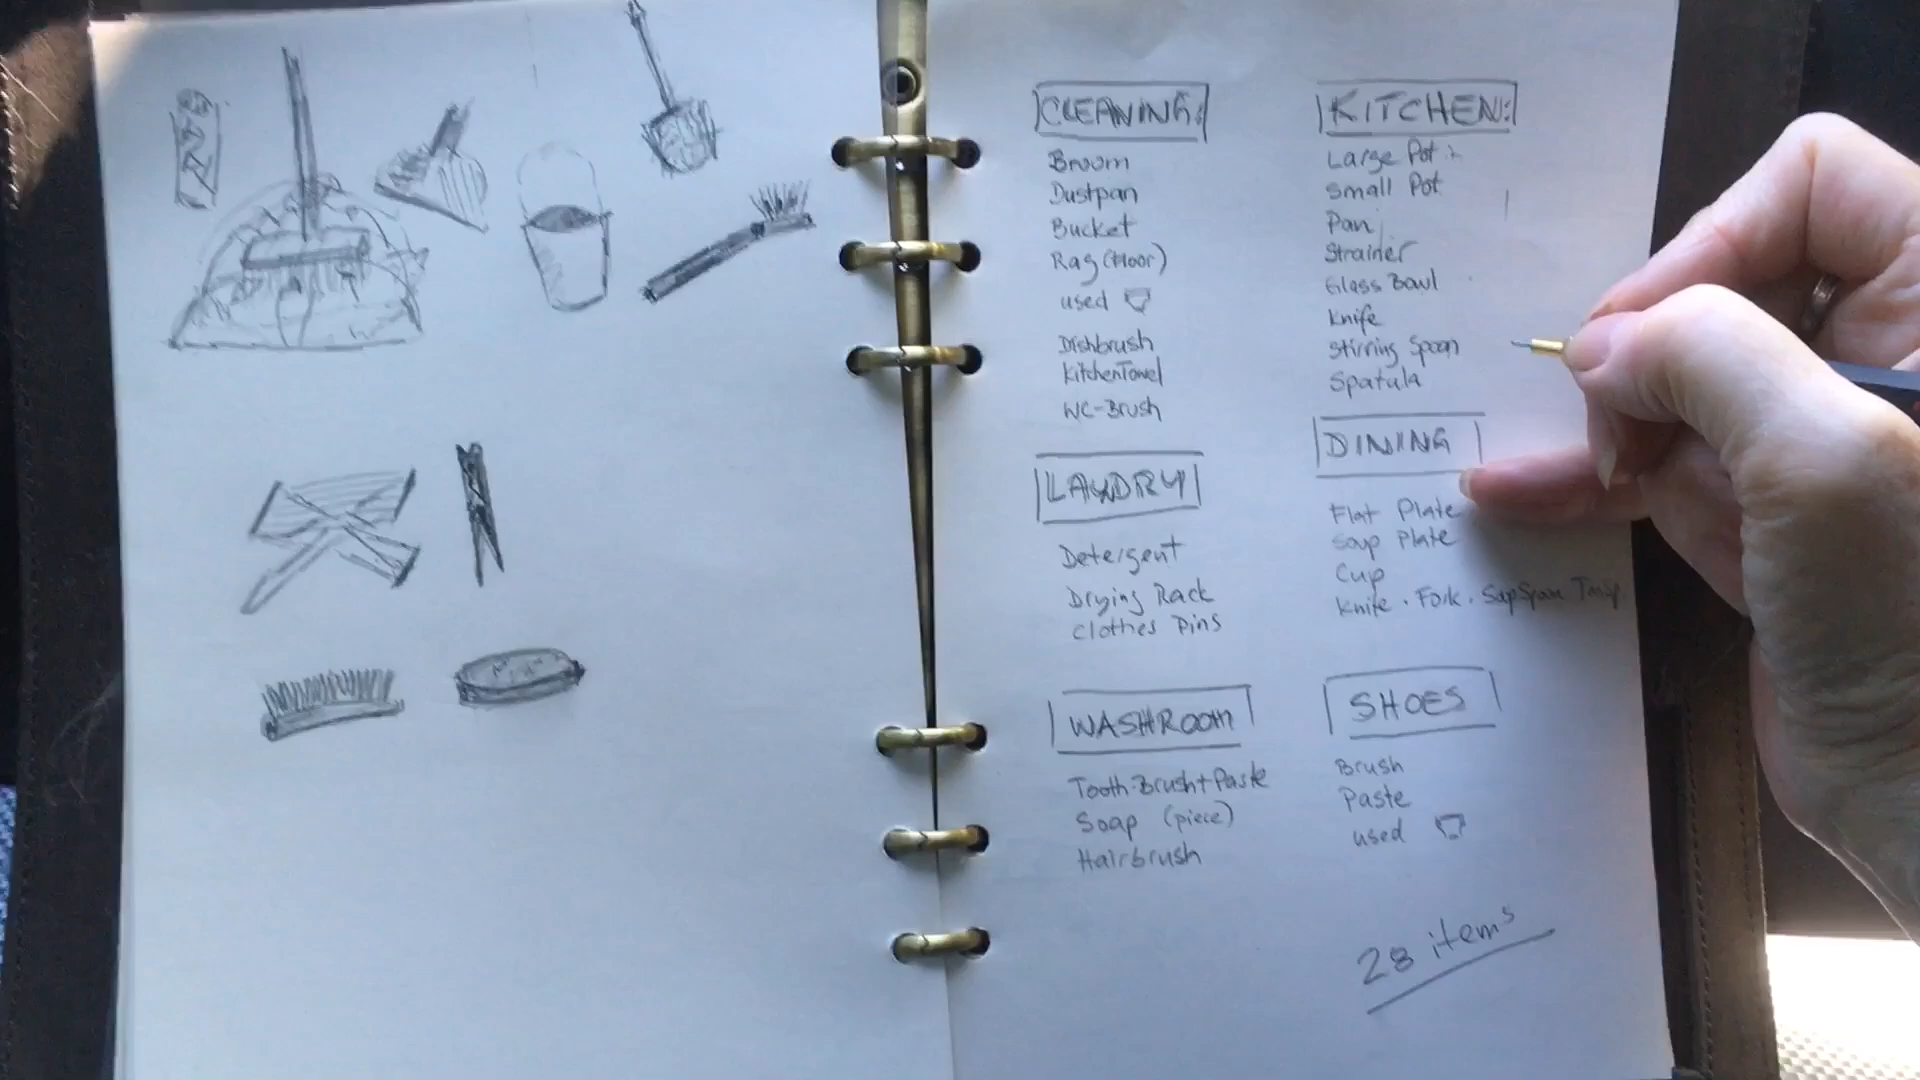 CLEANING:
Broom
Dustpan
Bucket
Rag (Floor)
used
Dishbrush
KitchenTowel
WC-Brush
LAUNDRY
Detergent
Drying Rack
Clothes Pins
WASHROOM
Tooth-Brush+Paste
Soap (piece)
Hairbrush
KITCHEN:
Large Pot
Small Pot
Pan
Strainer
Glass Bowl
Knife
Stirring Spoon
Spatula
DINING
Flat Plate
Soup Plate
Cup
Knife . Fork .
SHOES
Brush
Paste
used
28 items